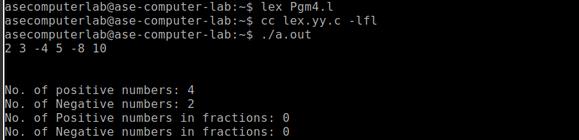 asecomputerlab@ase-computer-lab:~$ lex Pgm4.l
asecomputerlab@ase-computer-lab:~$ cc lex.yy.c -lfl
asecomputerlab@ase-computer-lab:~$ ./a.out
2 3 -4 5 -8 10
No. of positive numbers: 4
No. of Negative numbers: 2
No. of Positive numbers in fractions: 0
No. of Negative numbers in fractions: 0